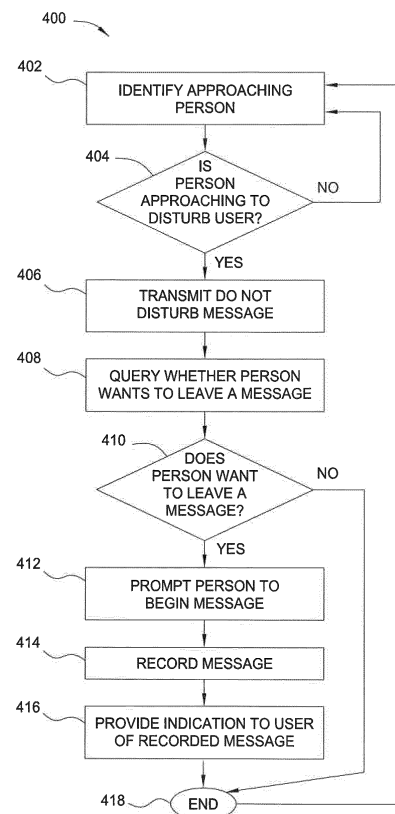 400
402
IDENTIFY APPROACHING
PERSON
404
IS
PERSON
APPROACHING TO
DISTURB USER?
NO
YES
406
TRANSMIT DO NOT
DISTURB MESSAGE
408
QUERY WHETHER PERSON
WANTS TO LEAVE A MESSAGE
410
DOES
PERSON WANT
TO LEAVE A
MESSAGE?
NO
YES
412
PROMPT PERSON TO
BEGIN MESSAGE
414
RECORD MESSAGE
416
PROVIDE INDICATION TO USER
OF RECORDED MESSAGE
418
END